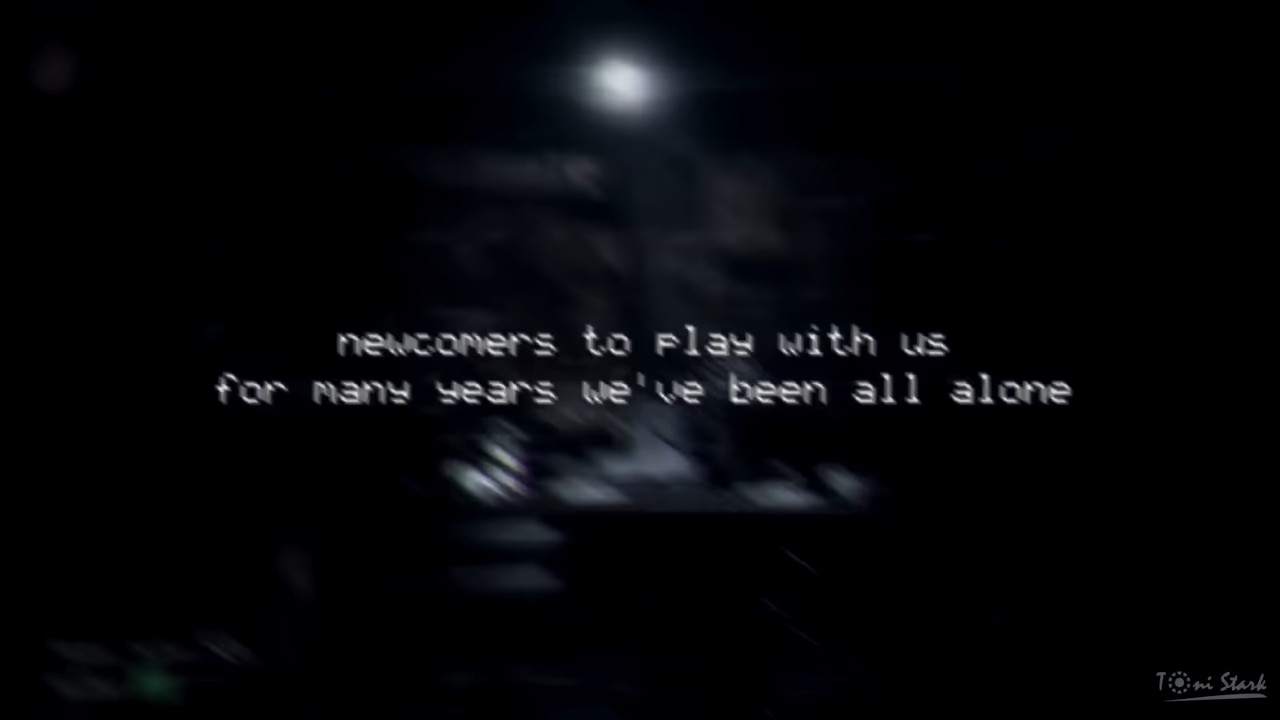 newcomers to play with us
for many years we've been all alone
Toni Stark